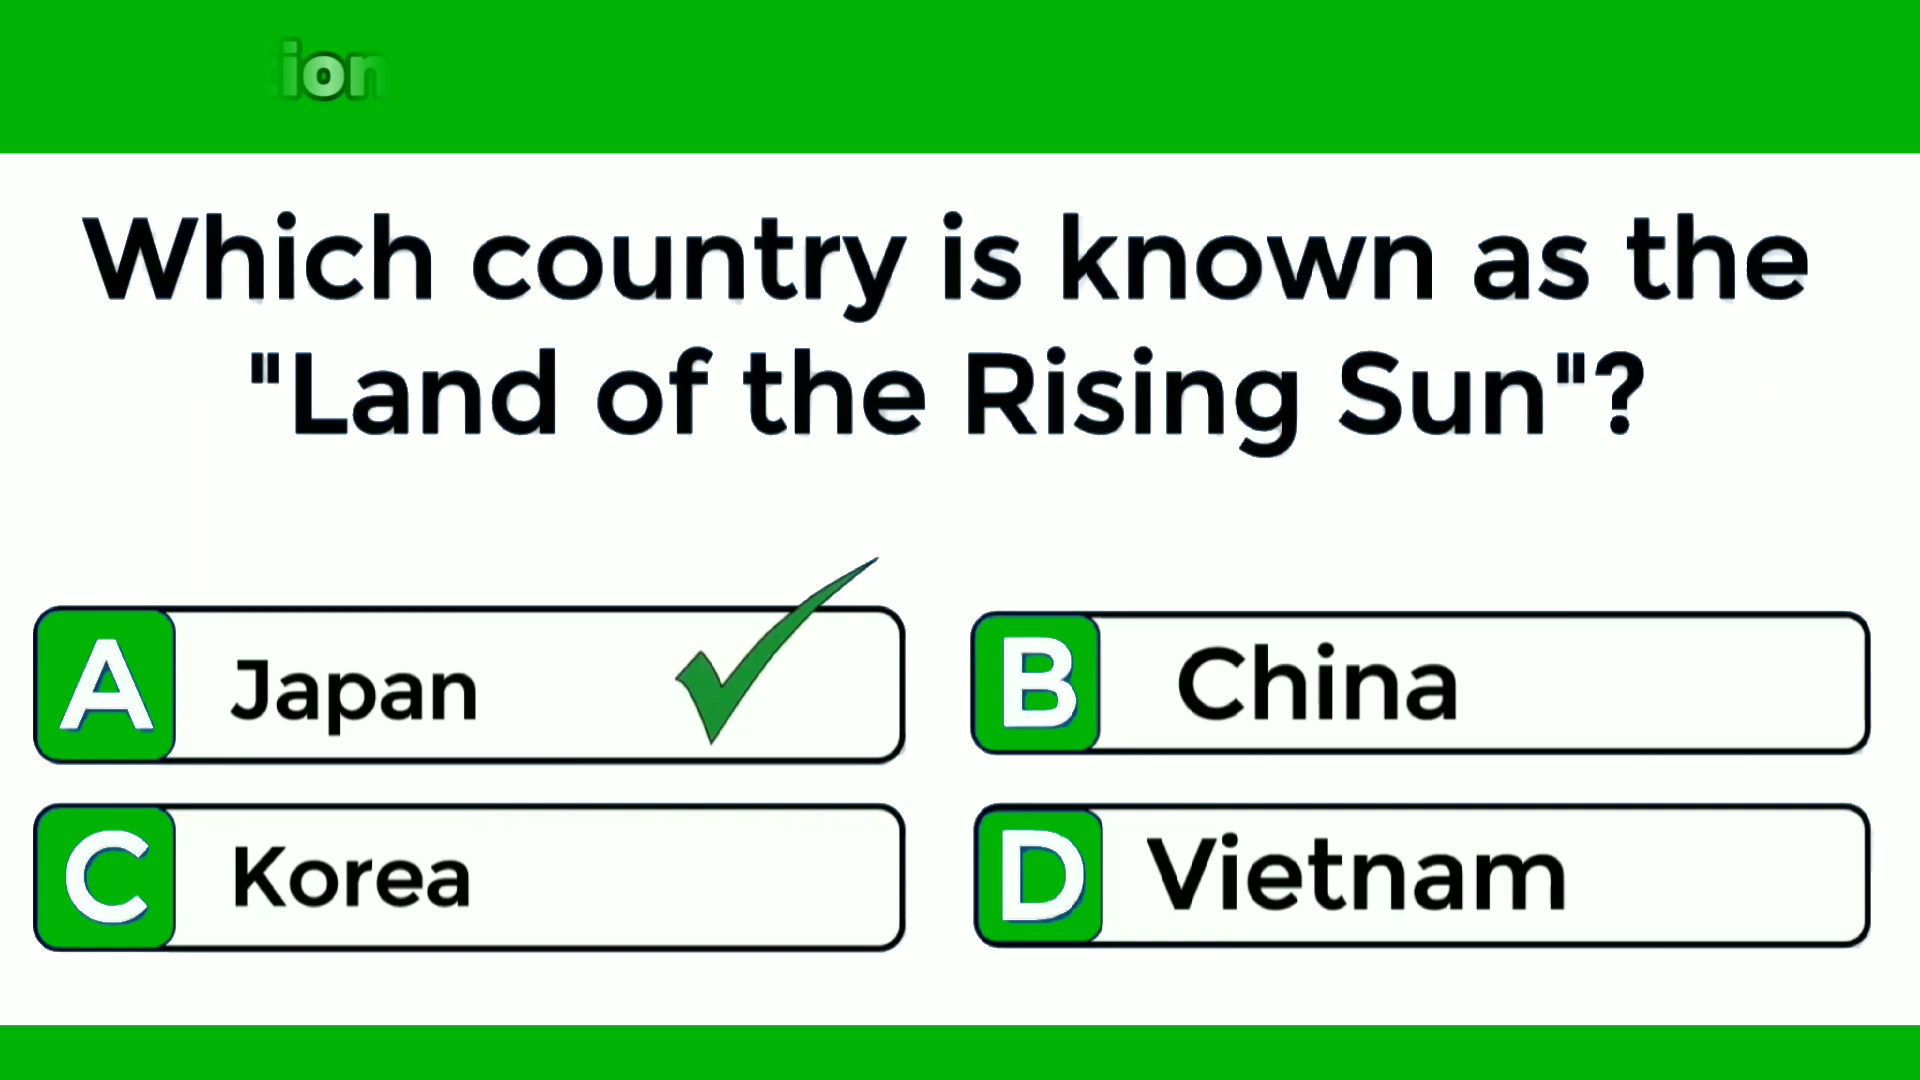 Which country is known as the
"Land of the Rising Sun"?
A Japan
B China
C Korea
D Vietnam